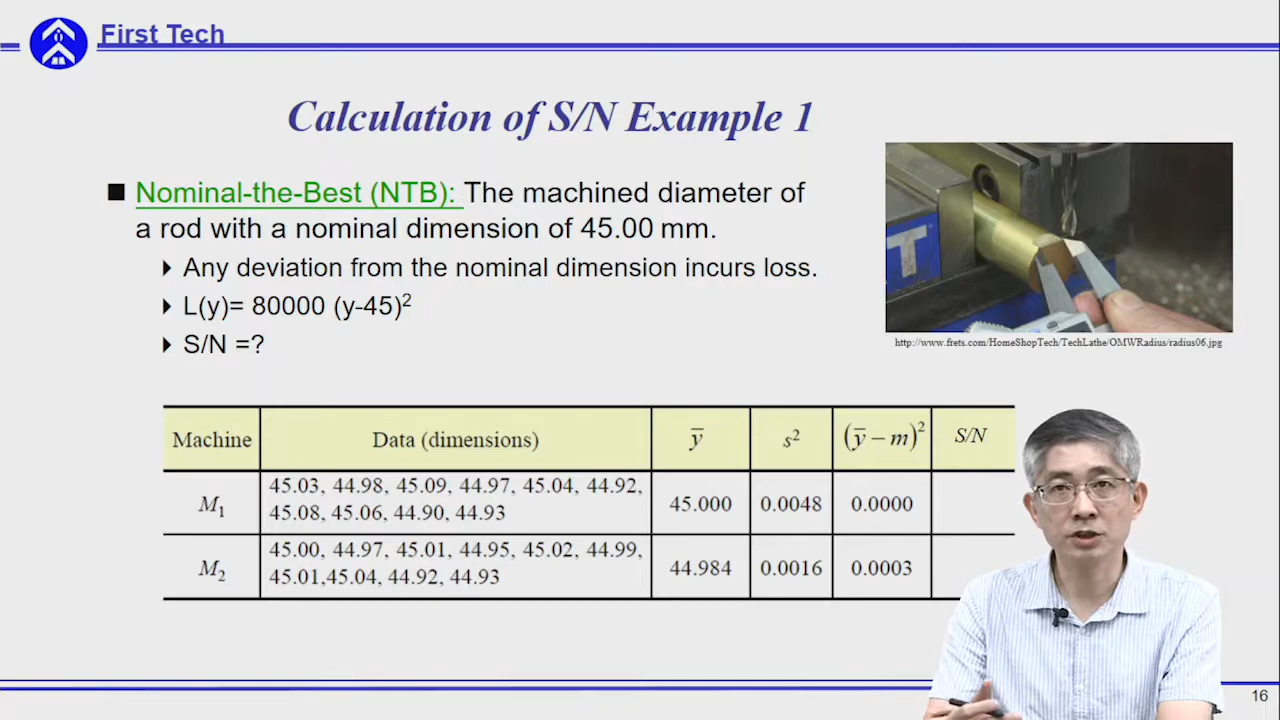 First Tech
Calculation of S/N Example 1
Nominal-the-Best (NTB): The machined diameter of
a rod with a nominal dimension of 45.00 mm.
Any deviation from the nominal dimension incurs loss.
L(y)= 80000 (y-45)²
S/N =?
http://www.frets.com/HomeShopTech/TechLathe/OMWRadius/radius06.jpg
Machine Data (dimensions) ȳ s² (ȳ – m)² S/N
M₁ 45.03, 44.98, 45.09, 44.97, 45.04, 44.92,
45.08, 45.06, 44.90, 44.93 45.000 0.0048 0.0000
M₂ 45.00, 44.97, 45.01, 44.95, 45.02, 44.99,
45.01,45.04, 44.92, 44.93 44.984 0.0016 0.0003
T
16